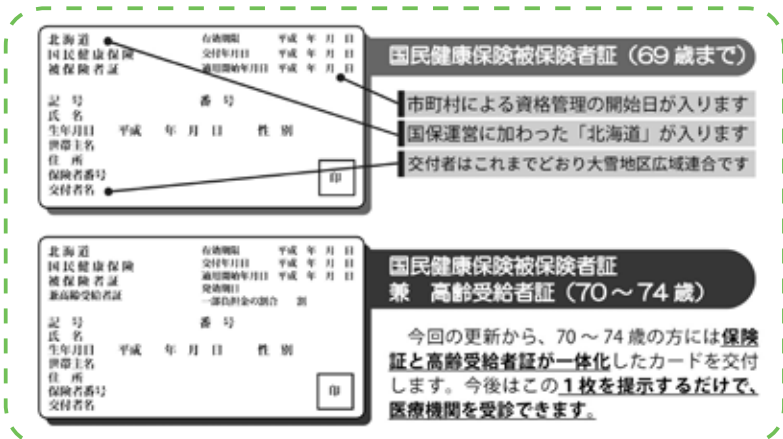 北海道
国民健康保険
被保険者証
有効期限 平成 年 月 日
交付年月日 平成 年 月 日
適用開始年月日 平成 年 月 日
記 号 番 号
氏 名
生年月日 平成 年 月 日 性 別
世帯主名
住 所
保険者番号
交付者名
印
国民健康保険被保険者証(69歳まで)
市町村による資格管理の開始日が入ります
国保運営に加わった「北海道」が入ります
交付者はこれまでどおり大雪地区広域連合です
北海道
国民健康保険
被保険者証
兼高齢受給者証
有効期限 平成 年 月 日
交付年月日 平成 年 月 日
適用開始年月日 平成 年 月 日
発効期日
一部負担金の割合 割
記 号 番 号
氏 名
生年月日 平成 年 月 日 性 別
世帯主名
住 所
保険者番号
交付者名
印
国民健康保険被保険者証
兼 高齢受給者証(70~74歳)
今回の更新から、70~74歳の方には保険
証と高齢受給者証が一体化したカードを交付
します。今後はこの1枚を提示するだけで、
医療機関を受診できます。